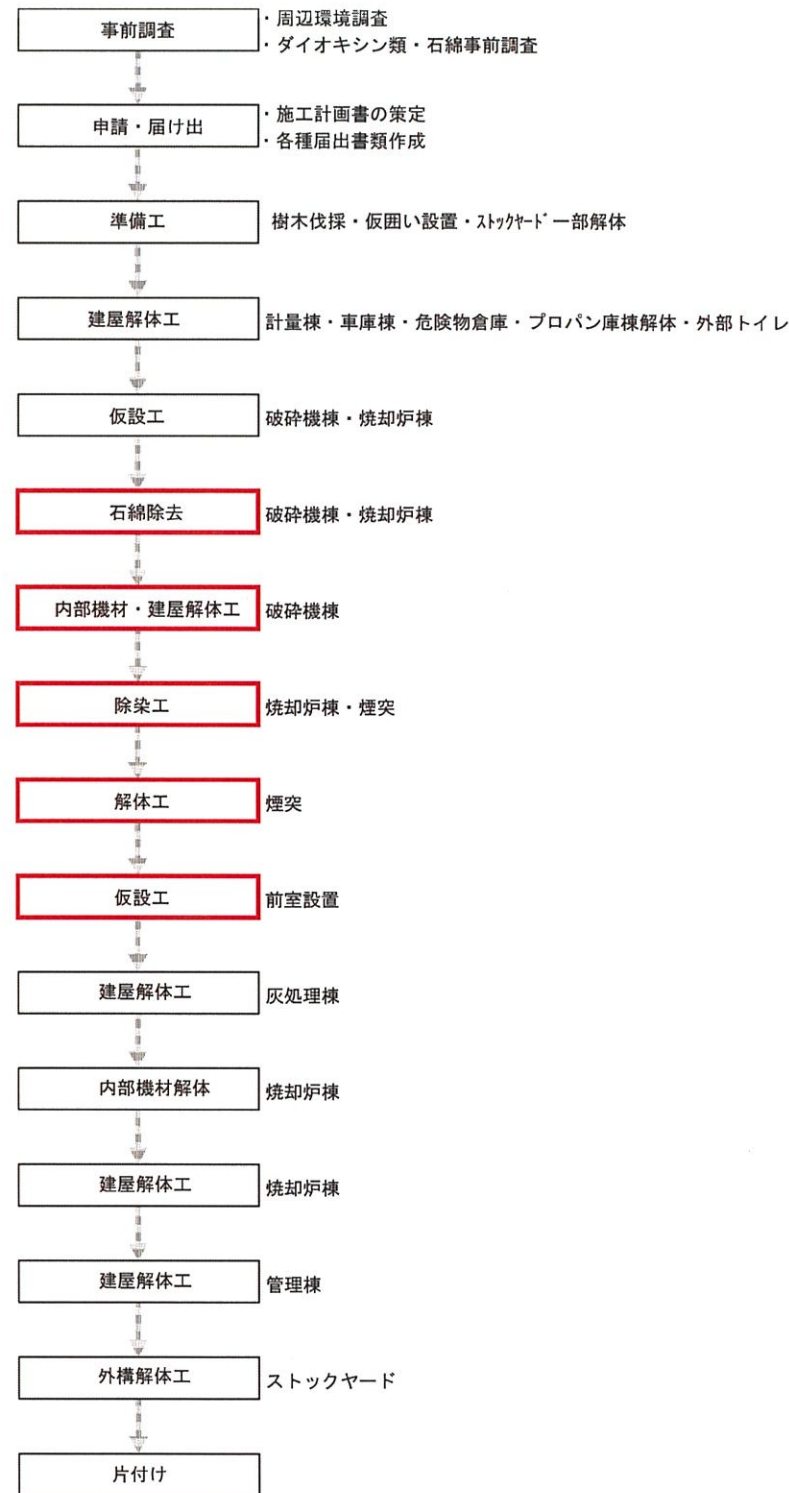 事前調査
・周辺環境調査
・ダイオキシン類・石綿事前調査
申請・届け出
・施工計画書の策定
・各種届出書類作成
準備工
樹木伐採・仮囲い設置・ｽﾄｯｸﾔｰﾄﾞ一部解体
建屋解体工
計量棟・車庫棟・危険物倉庫・プロパン庫棟解体・外部トイレ
仮設工
破砕機棟・焼却炉棟
石綿除去
破砕機棟・焼却炉棟
内部機材・建屋解体工
破砕機棟
除染工
焼却炉棟・煙突
解体工
煙突
仮設工
前室設置
建屋解体工
灰処理棟
内部機材解体
焼却炉棟
建屋解体工
焼却炉棟
建屋解体工
管理棟
外構解体工
ストックヤード
片付け